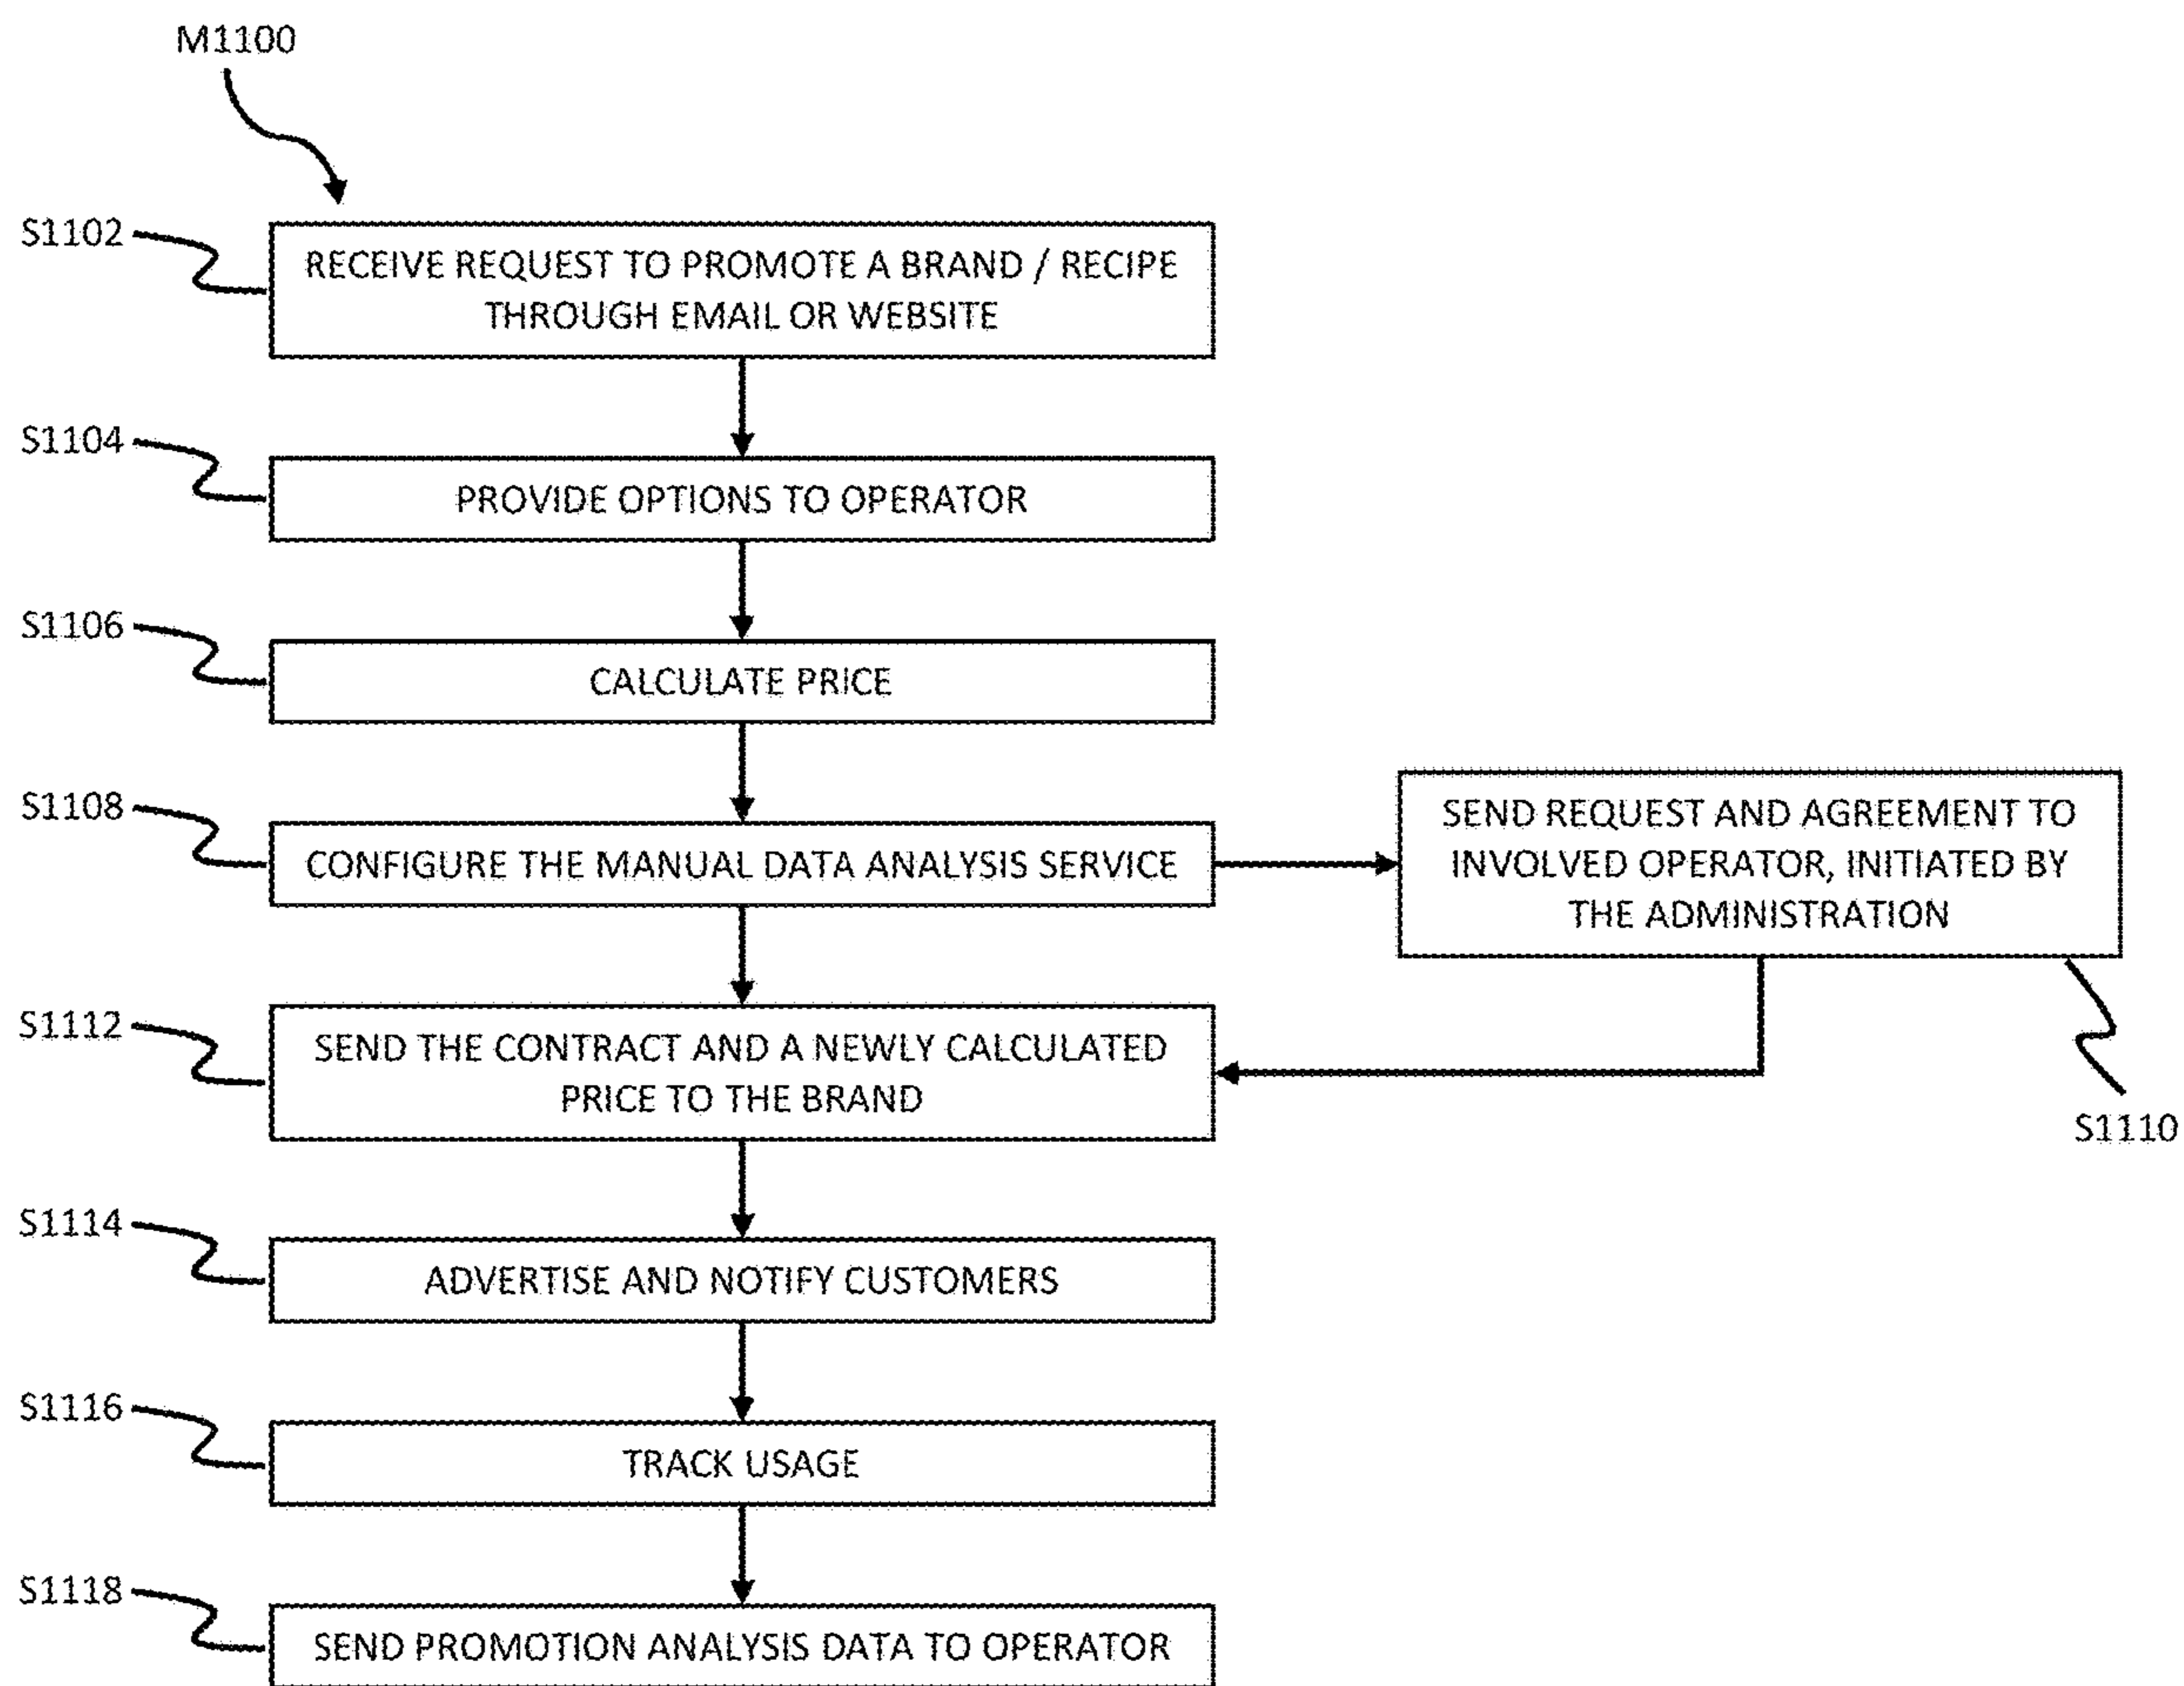 M1100
S1102
RECEIVE REQUEST TO PROMOTE A BRAND / RECIPE
THROUGH EMAIL OR WEBSITE
S1104
PROVIDE OPTIONS TO OPERATOR
S1106
CALCULATE PRICE
S1108
CONFIGURE THE MANUAL DATA ANALYSIS SERVICE
SEND REQUEST AND AGREEMENT TO
INVOLVED OPERATOR, INITIATED BY
THE ADMINISTRATION
S1110
S1112
SEND THE CONTRACT AND A NEWLY CALCULATED
PRICE TO THE BRAND
S1114
ADVERTISE AND NOTIFY CUSTOMERS
S1116
TRACK USAGE
S1118
SEND PROMOTION ANALYSIS DATA TO OPERATOR